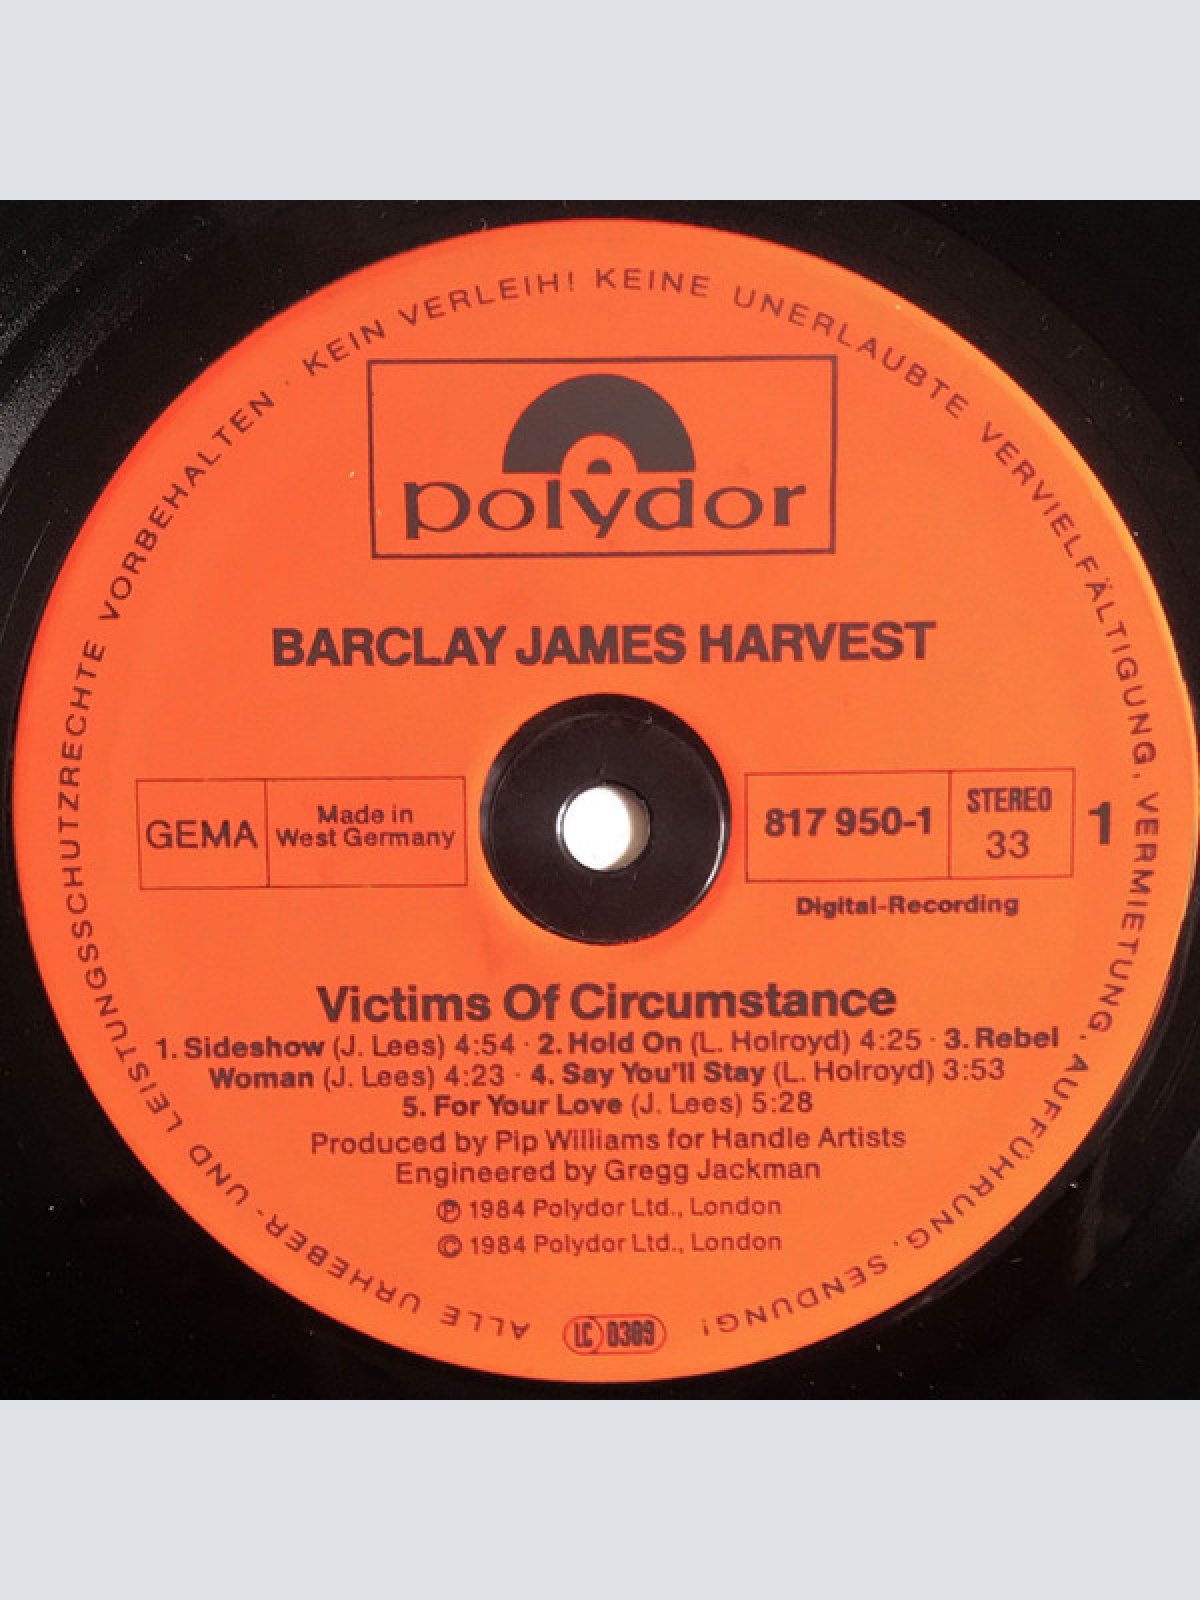 ALLE URHEBER- UND LEISTUNGSSCHUTZRECHTE VORBEHALTEN · KEIN VERLEIH! KEINE UNERLAUBTE VERVIELFÄLTIGUNG, VERMIETUNG, AUFFÜHRUNG, SENDUNG!
polydor
BARCLAY JAMES HARVEST
GEMA
Made in
West Germany
817 950-1
STEREO
33
1
Digital-Recording
Victims Of Circumstance
1. Sideshow (J. Lees) 4:54 · 2. Hold On (L. Holroyd) 4:25 · 3. Rebel
Woman (J. Lees) 4:23 · 4. Say You'll Stay (L. Holroyd) 3:53
5. For Your Love (J. Lees) 5:28
Produced by Pip Williams for Handle Artists
Engineered by Gregg Jackman
℗ 1984 Polydor Ltd., London
© 1984 Polydor Ltd., London
LC 0309